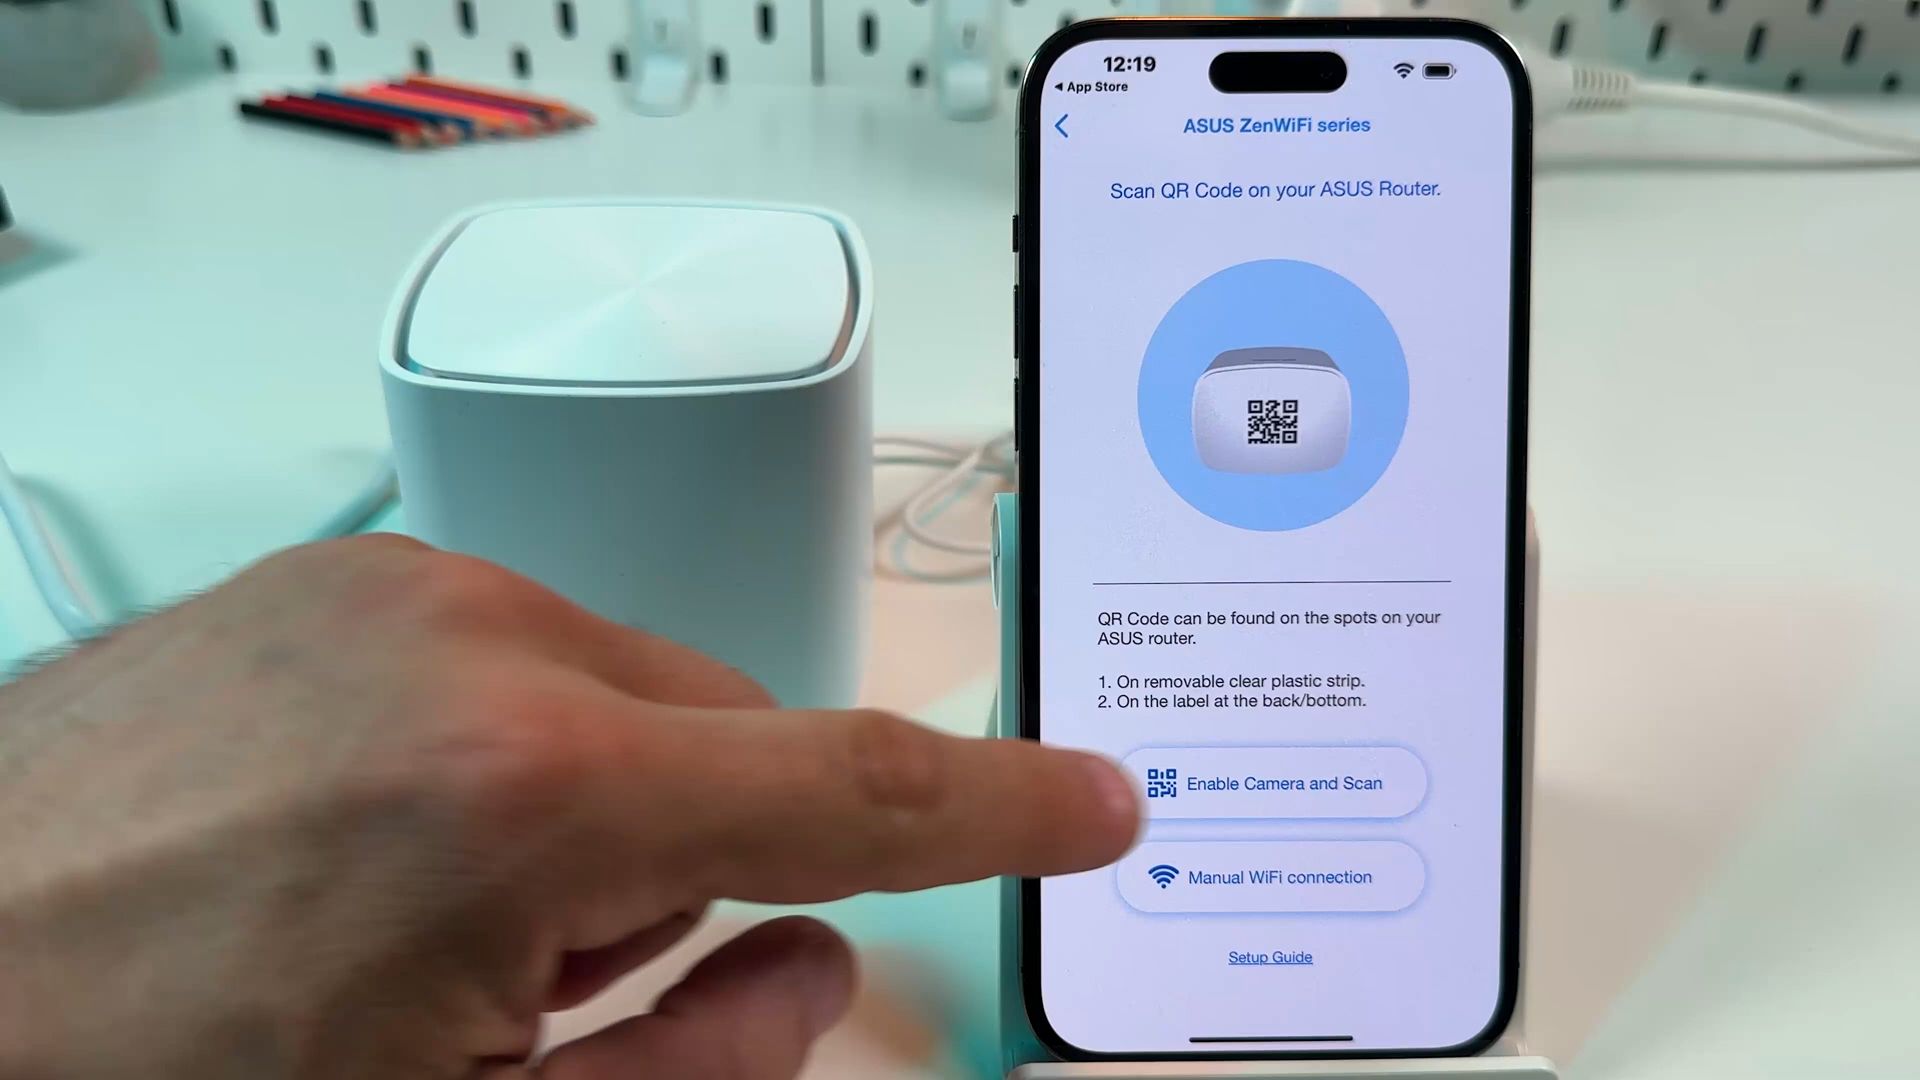 12:19
◀ App Store
ASUS ZenWiFi series
Scan QR Code on your ASUS Router.
QR Code can be found on the spots on your
ASUS router.
1. On removable clear plastic strip.
2. On the label at the back/bottom.
Enable Camera and Scan
Manual WiFi connection
Setup Guide